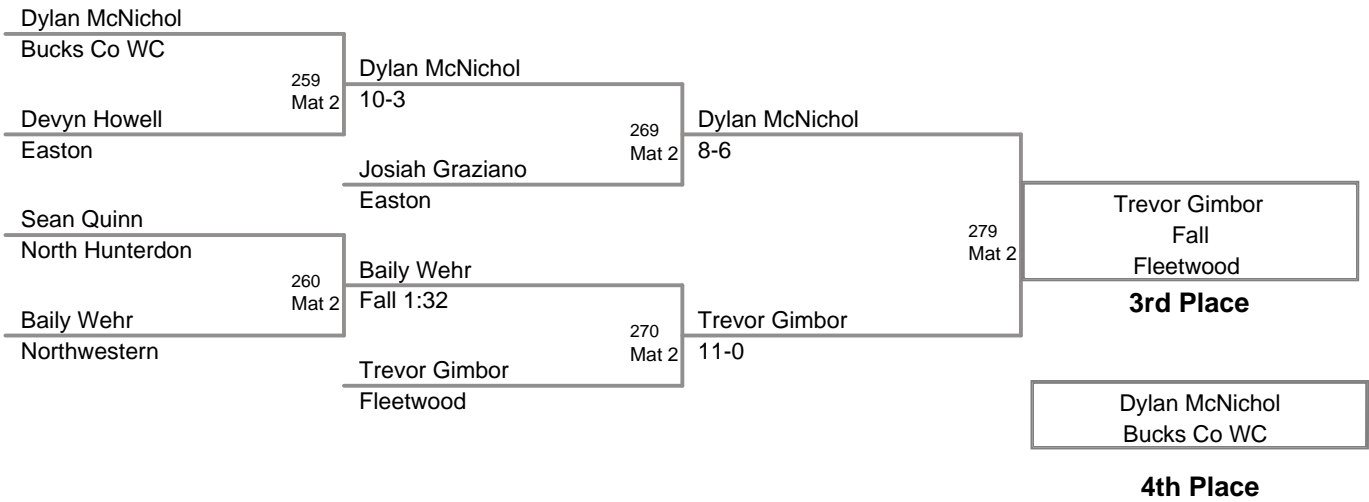 Dylan McNichol
Bucks Co WC
259
Mat 2
Devyn Howell
Easton
Dylan McNichol
10-3
Josiah Graziano
Easton
269
Mat 2
Dylan McNichol
8-6
Sean Quinn
North Hunterdon
260
Mat 2
Baily Wehr
Northwestern
Baily Wehr
Fall 1:32
Trevor Gimbor
Fleetwood
270
Mat 2
Trevor Gimbor
11-0
279
Mat 2
Trevor Gimbor
Fall
Fleetwood
3rd Place
Dylan McNichol
Bucks Co WC
4th Place